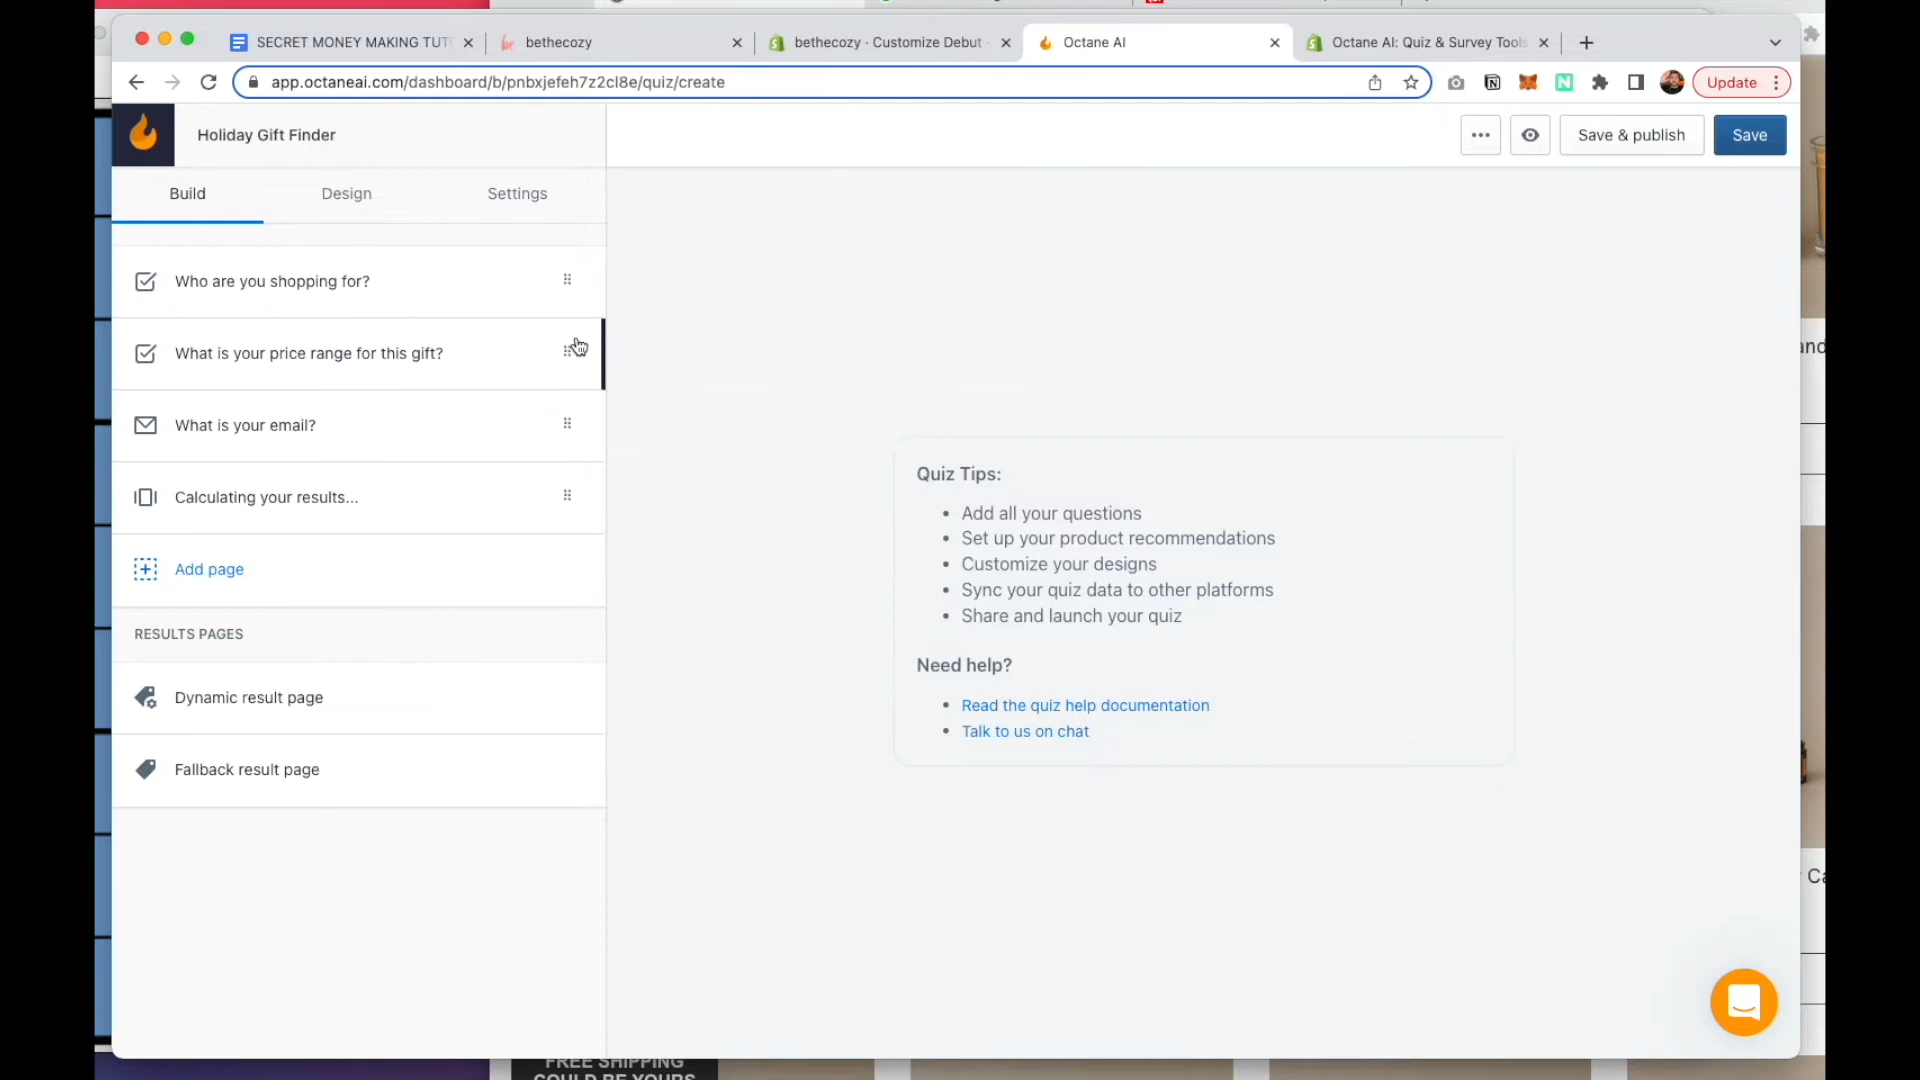 SECRET MONEY MAKING TUT
bethecozy
bethecozy · Customize Debut
Octane AI
Octane AI: Quiz & Survey Tools
app.octaneai.com/dashboard/b/pnbxjefeh7z2cl8e/quiz/create
Update
Holiday Gift Finder
Save & publish
Save
Build
Design
Settings
Who are you shopping for?
What is your price range for this gift?
What is your email?
Calculating your results...
Add page
RESULTS PAGES
Dynamic result page
Fallback result page
Quiz Tips:
• Add all your questions
• Set up your product recommendations
• Customize your designs
• Sync your quiz data to other platforms
• Share and launch your quiz
Need help?
• Read the quiz help documentation
• Talk to us on chat
FREE SHIPPING
COULD BE YOURS